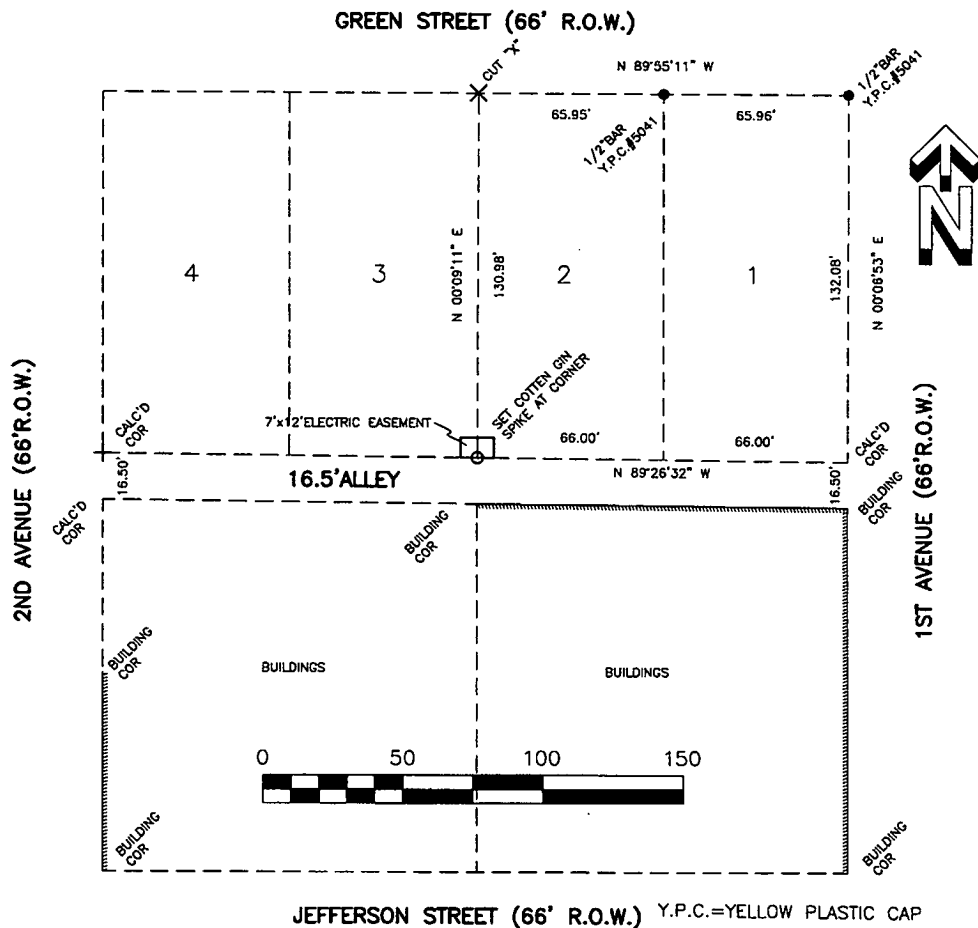 GREEN STREET (66' R.O.W.)
CUT "X"
N 89°55'11" W
1/2"BAR
Y.P.C.#5041
65.95'
65.96'
1/2"BAR
Y.P.C.#5041
N
4
3
N 00°09'11" E
130.98'
2
1
132.08'
N 00°06'53" E
2ND AVENUE (66'R.O.W.)
1ST AVENUE (66'R.O.W.)
CALC'D
COR
7'x12'ELECTRIC EASEMENT
SET COTTEN GIN
SPIKE AT CORNER
66.00'
66.00'
CALC'D
COR
16.50'
16.5'ALLEY
N 89°26'32" W
16.50'
BUILDING
COR
CALC'D
COR
BUILDING
COR
BUILDING
COR
BUILDINGS
BUILDINGS
0 50 100 150
BUILDING
COR
BUILDING
COR
JEFFERSON STREET (66' R.O.W.)
Y.P.C.=YELLOW PLASTIC CAP